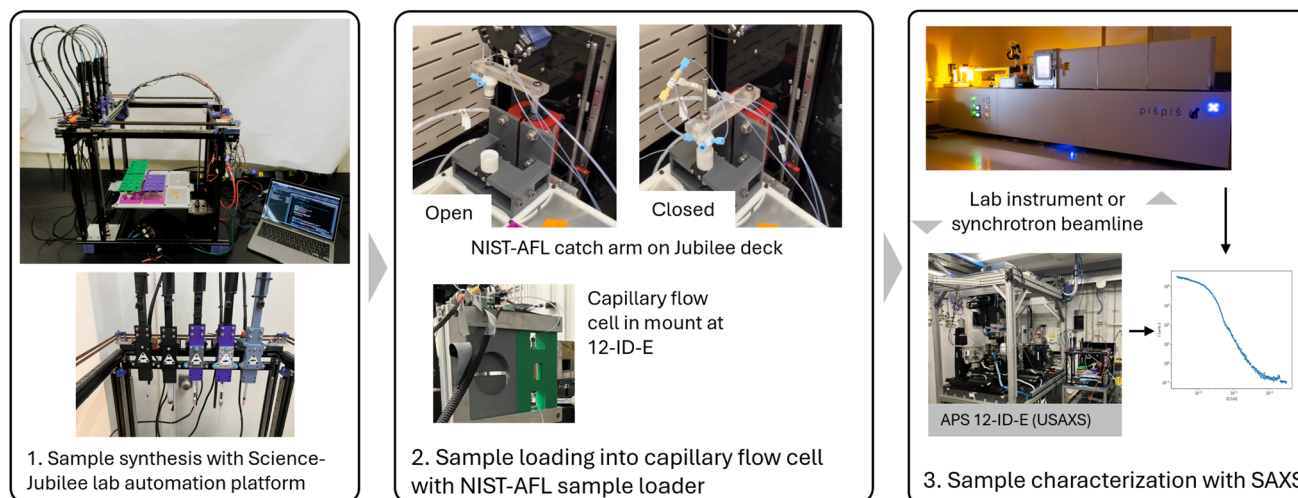 1. Sample synthesis with Science-
Jubilee lab automation platform
Open
Closed
NIST-AFL catch arm on Jubilee deck
Capillary flow
cell in mount at
12-ID-E
2. Sample loading into capillary flow cell
with NIST-AFL sample loader
pišpiš
Lab instrument or
synchrotron beamline
APS 12-ID-E (USAXS)
3. Sample characterization with SAXS